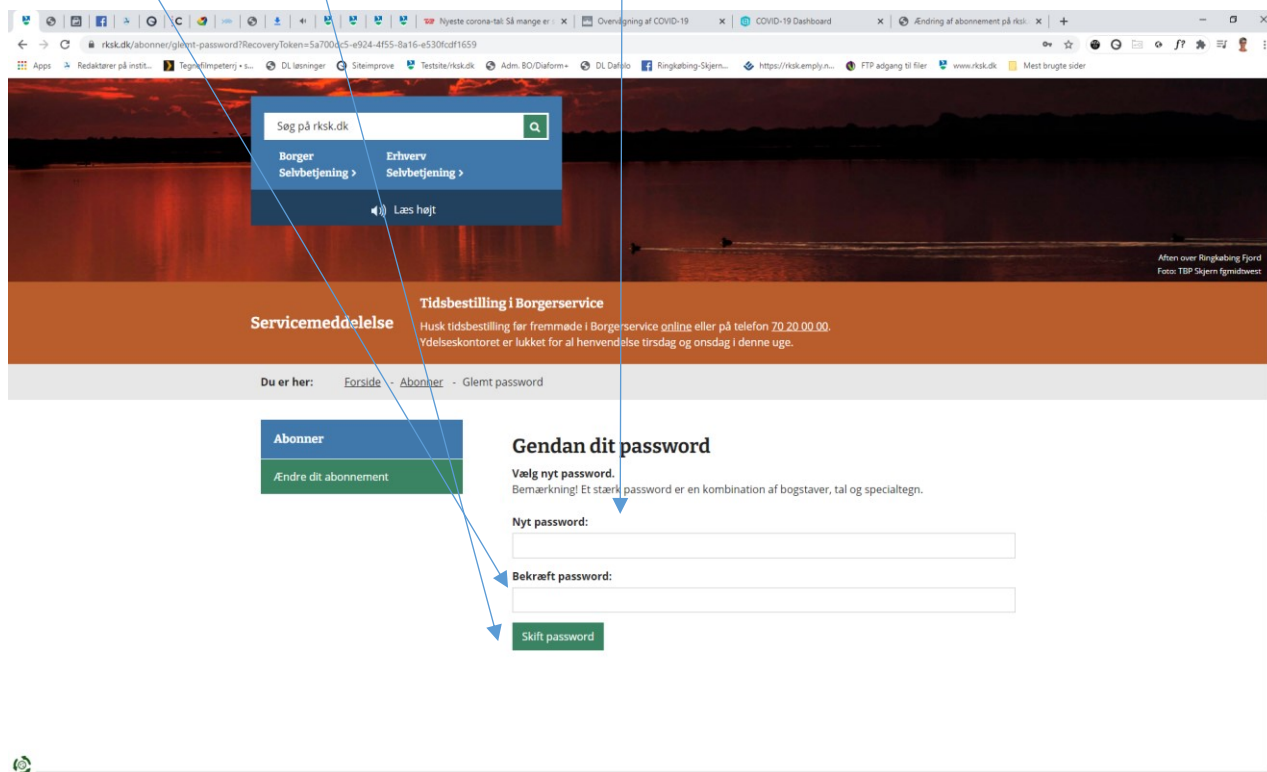 Nyeste corona-tal: Så mange er
Overvågning af COVID-19
COVID-19 Dashboard
Ændring af abonnement på rksk
rksk.dk/abonner/glemt-password?RecoveryToken=5a700dc5-e924-4f55-8a16-e530fcdf1659
Apps
Redaktører på instit...
Tegnefilmpeterj • s...
DL løsninger
Siteimprove
Testsite/rksk.dk
Adm. BO/Diaform+
DL Dafolo
Ringkøbing-Skjern...
https://rksk.emply.n...
FTP adgang til filer
www.rksk.dk
Mest brugte sider
Søg på rksk.dk
Borger
Selvbetjening >
Erhverv
Selvbetjening >
Læs højt
Aften over Ringkøbing Fjord
Foto: TBP Skjern fgmidtwest
Servicemeddelelse
Tidsbestilling i Borgerservice
Husk tidsbestilling før fremmøde i Borgerservice online eller på telefon 70 20 00 00.
Ydelseskontoret er lukket for al henvendelse tirsdag og onsdag i denne uge.
Du er her: Forside - Abonner - Glemt password
Abonner
Ændre dit abonnement
Gendan dit password
Vælg nyt password.
Bemærkning! Et stærk password er en kombination af bogstaver, tal og specialtegn.
Nyt password:
Bekræft password:
Skift password